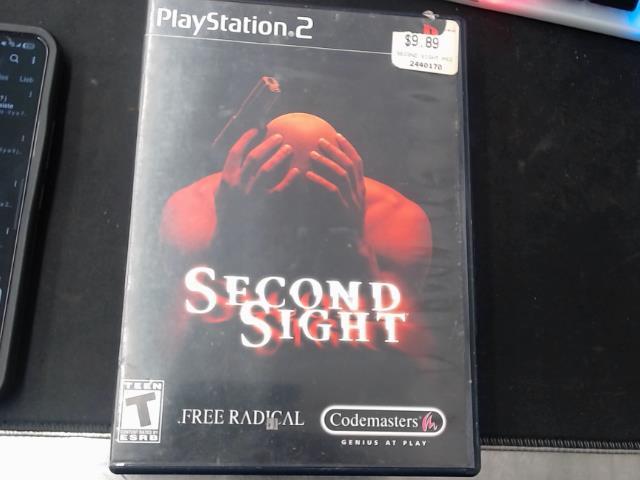 PlayStation.2
$9.89
SECOND SIGHT PS2
2440170
SECOND
SIGHT
TEEN
T
CONTENT RATED BY
ESRB
FREE RADICAL
Codemasters
GENIUS AT PLAY